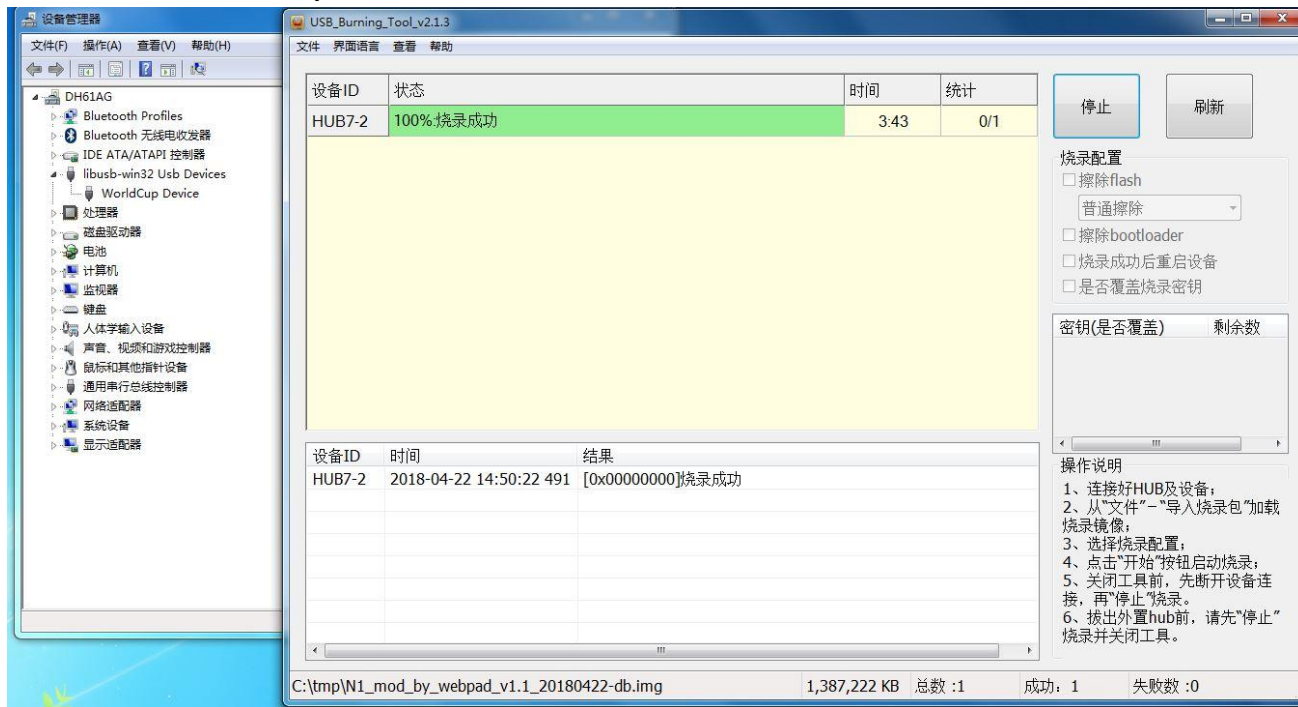 设备管理器
文件(F) 操作(A) 查看(V) 帮助(H)
DH61AG
Bluetooth Profiles
Bluetooth 无线电收发器
IDE ATA/ATAPI 控制器
libusb-win32 Usb Devices
WorldCup Device
处理器
磁盘驱动器
电池
计算机
监视器
键盘
人体学输入设备
声音、视频和游戏控制器
鼠标和其他指针设备
通用串行总线控制器
网络适配器
系统设备
显示适配器
USB_Burning_Tool_v2.1.3
文件 界面语言 查看 帮助
设备ID 状态 时间 统计
HUB7-2 100%:烧录成功 3:43 0/1
设备ID 时间 结果
HUB7-2 2018-04-22 14:50:22 491 [0x00000000]烧录成功
停止 刷新
烧录配置
擦除flash
普通擦除
擦除bootloader
烧录成功后重启设备
是否覆盖烧录密钥
密钥(是否覆盖) 剩余数
操作说明
1、连接好HUB及设备;
2、从"文件"-"导入烧录包"加载
烧录镜像;
3、选择烧录配置;
4、点击"开始"按钮启动烧录;
5、关闭工具前,先断开设备连
接,再"停止"烧录。
6、拔出外置hub前,请先"停止"
烧录并关闭工具。
C:\tmp\N1_mod_by_webpad_v1.1_20180422-db.img 1,387,222 KB 总数 :1 成功: 1 失败数 :0